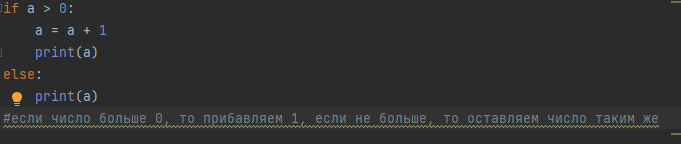 if a > 0:
    a = a + 1
    print(a)
else:
    print(a)
#если число больше 0, то прибавляем 1, если не больше, то оставляем число таким же